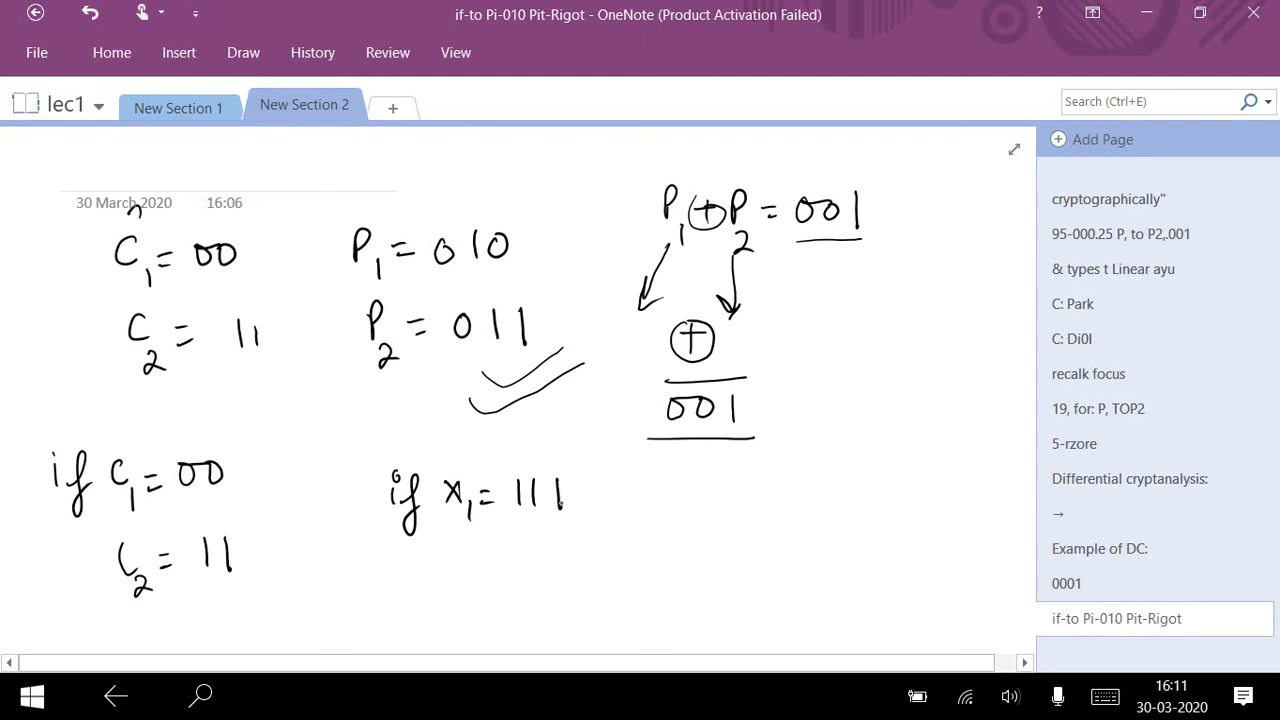 if-to Pi-010 Pit-Rigot - OneNote (Product Activation Failed)
File Home Insert Draw History Review View
lec1 New Section 1 New Section 2
Search (Ctrl+E)
Add Page
30 March 2020 16:06
C1 = 00
P1 = 010
C2 = 11
P2 = 011
P1 ⊕ P2 = 001
⊕
001
if C1 = 00
C2 = 11
if x1 = 111
cryptographically"
95-000.25 P, to P2,.001
& types t Linear ayu
C: Park
C: Di0l
recalk focus
19, for: P, TOP2
5-rzore
Differential cryptanalysis:
→
Example of DC:
0001
if-to Pi-010 Pit-Rigot
16:11
30-03-2020